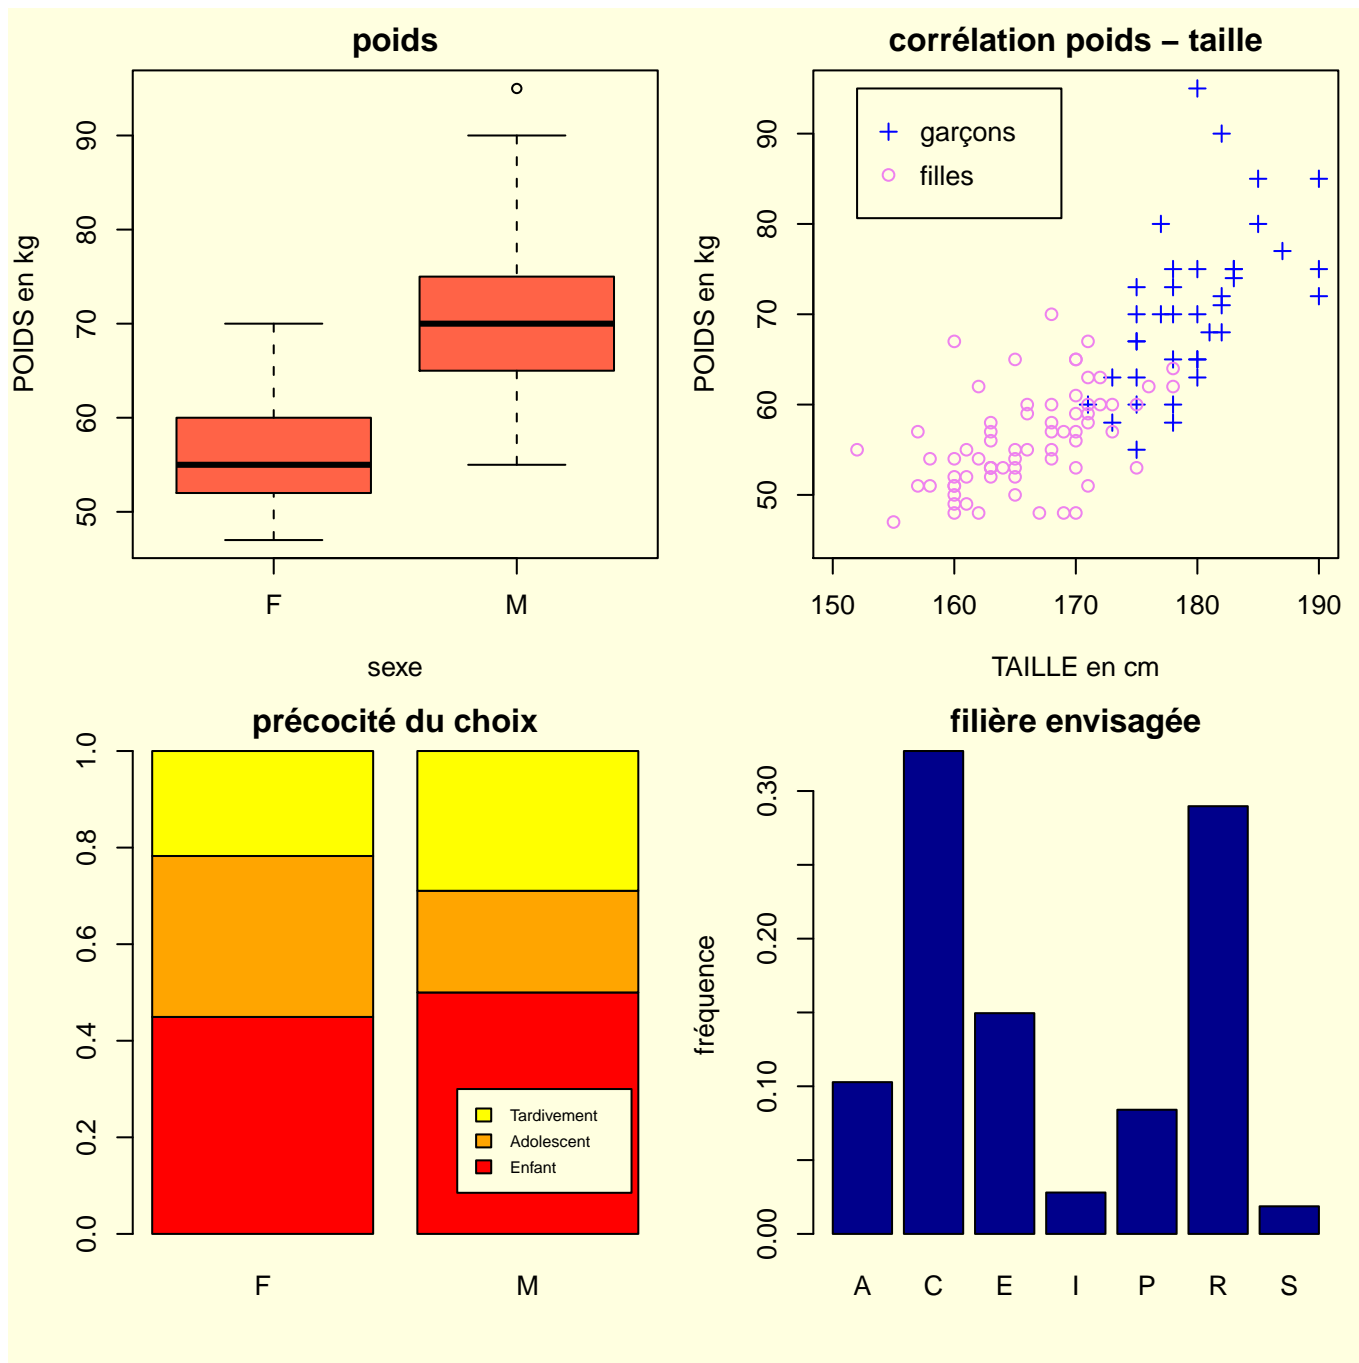 poids
POIDS en kg
90
80
70
60
50
F M
sexe
corrélation poids – taille
garçons
filles
POIDS en kg
90
80
70
60
50
150 160 170 180 190
TAILLE en cm
précocité du choix
1.0
0.8
0.6
0.4
0.2
0.0
Tardivement
Adolescent
Enfant
F M
filière envisagée
fréquence
0.30
0.20
0.10
0.00
A C E I P R S